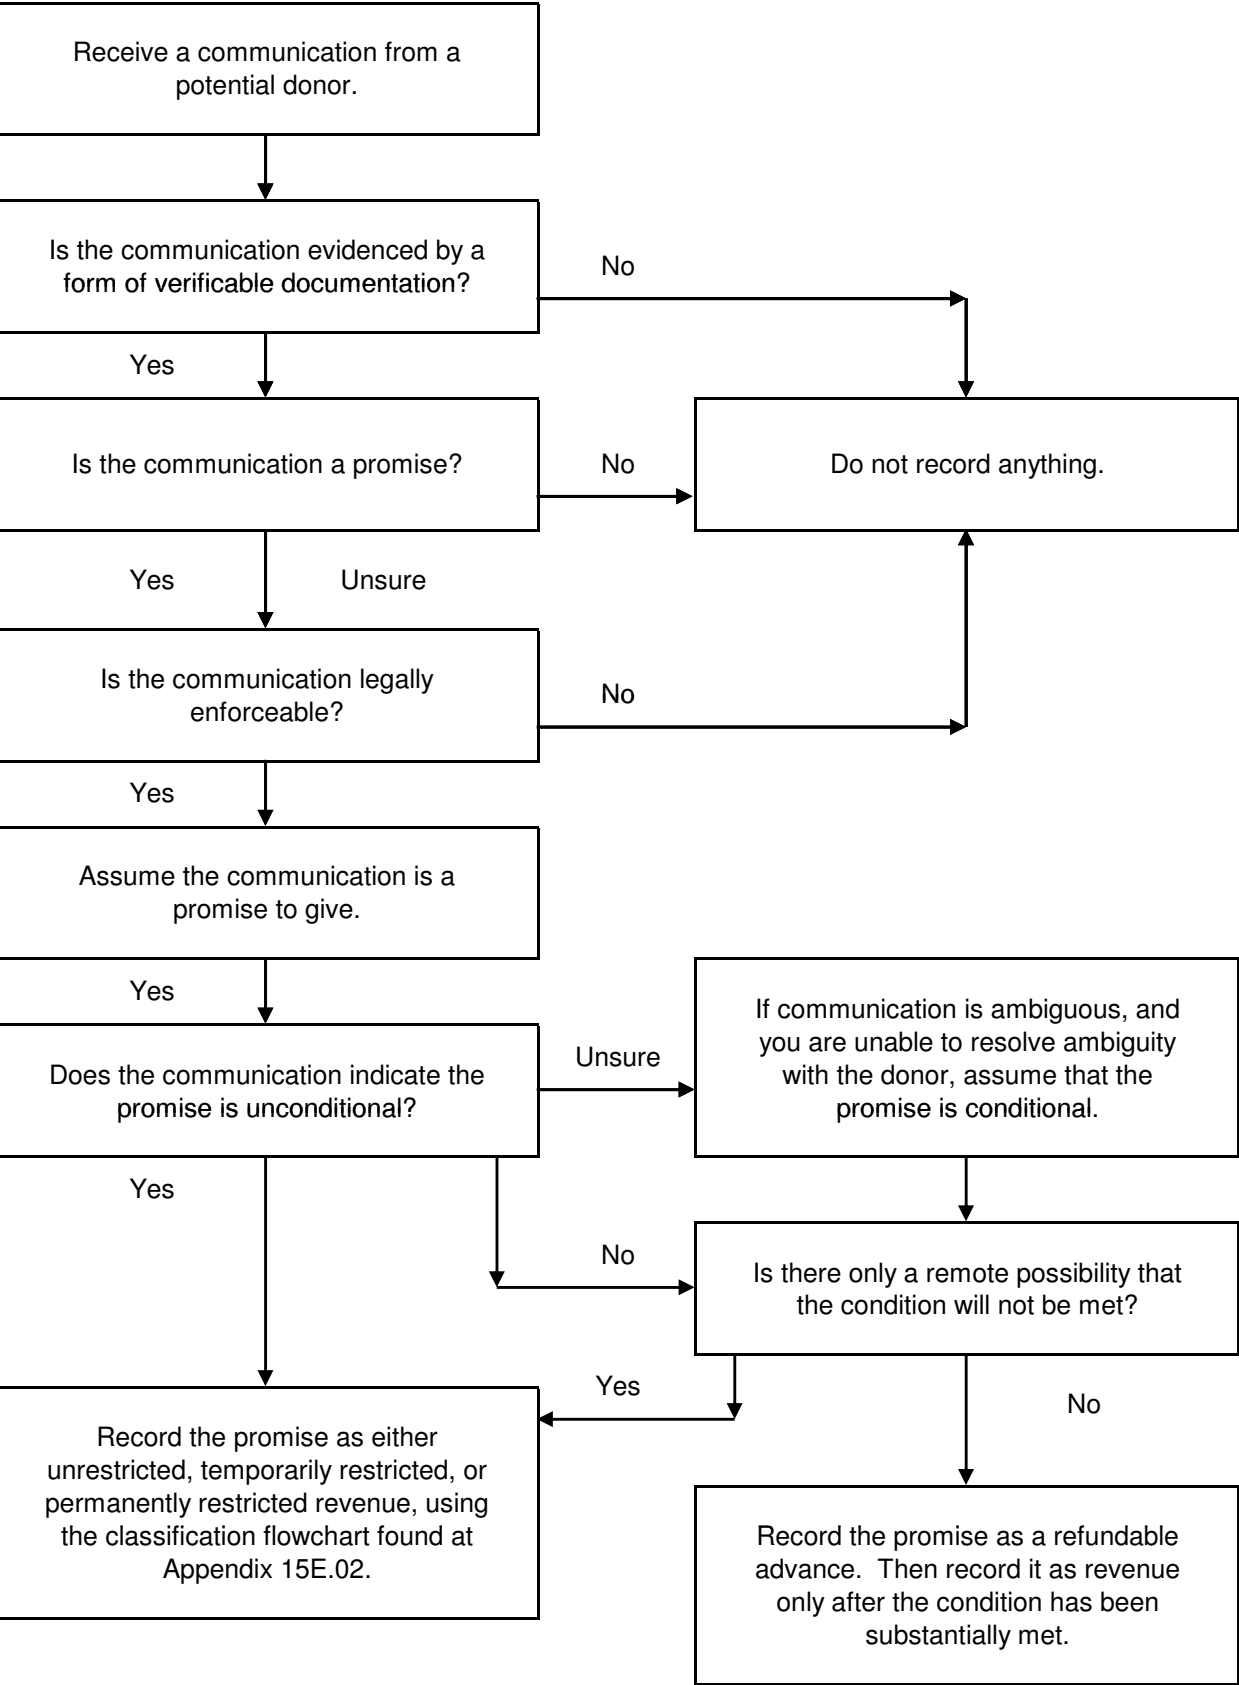 Receive a communication from a
potential donor.
Is the communication evidenced by a
form of verifiable documentation?
No
Yes
Is the communication a promise?
No
Do not record anything.
Yes
Unsure
Is the communication legally
enforceable?
No
Yes
Assume the communication is a
promise to give.
Yes
Does the communication indicate the
promise is unconditional?
Unsure
If communication is ambiguous, and
you are unable to resolve ambiguity
with the donor, assume that the
promise is conditional.
Yes
No
Is there only a remote possibility that
the condition will not be met?
Yes
No
Record the promise as either
unrestricted, temporarily restricted, or
permanently restricted revenue, using
the classification flowchart found at
Appendix 15E.02.
Record the promise as a refundable
advance.  Then record it as revenue
only after the condition has been
substantially met.